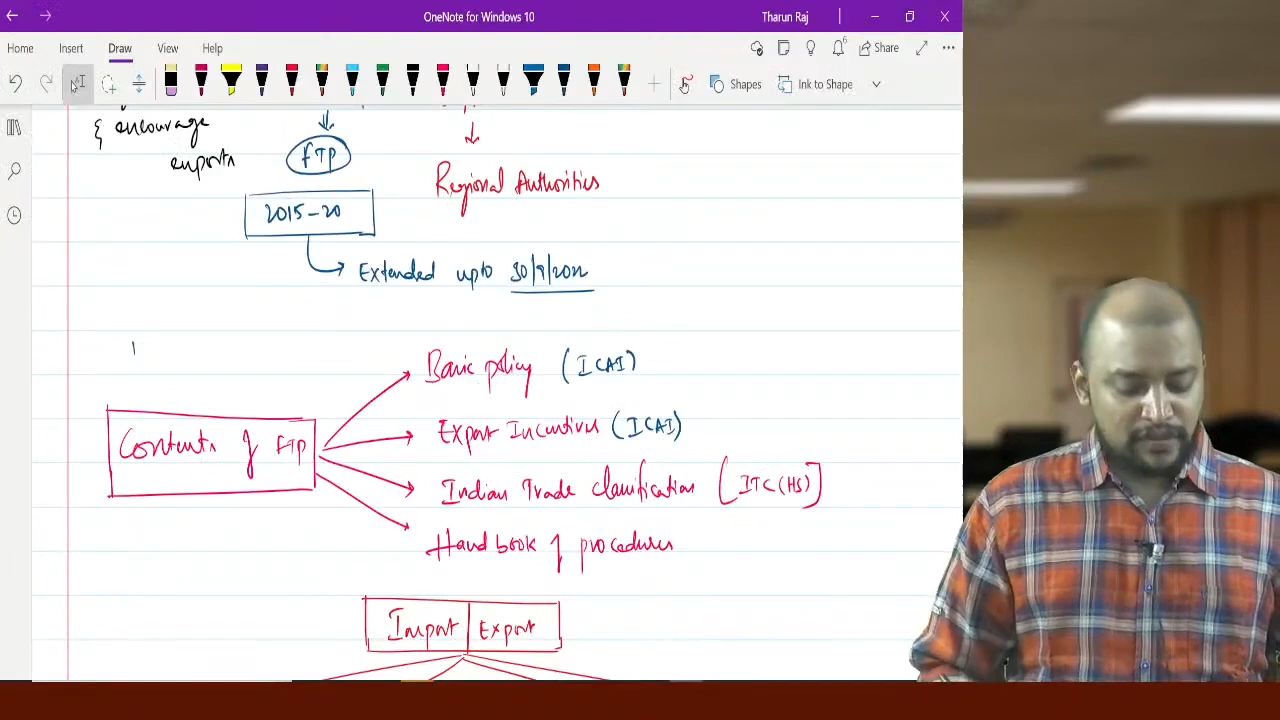 OneNote for Windows 10
Tharun Raj
Home Insert Draw View Help
6
Share
Shapes
Ink to Shape
& encourage
exports
FTP
Regional Authorities
2015-20
Extended upto 30/9/2022
Basic policy (ICAI)
Contents of FTP
Export Incentives (ICAI)
Indian Trade classification [ITC(HS)]
Hand book of procedures
Import Export